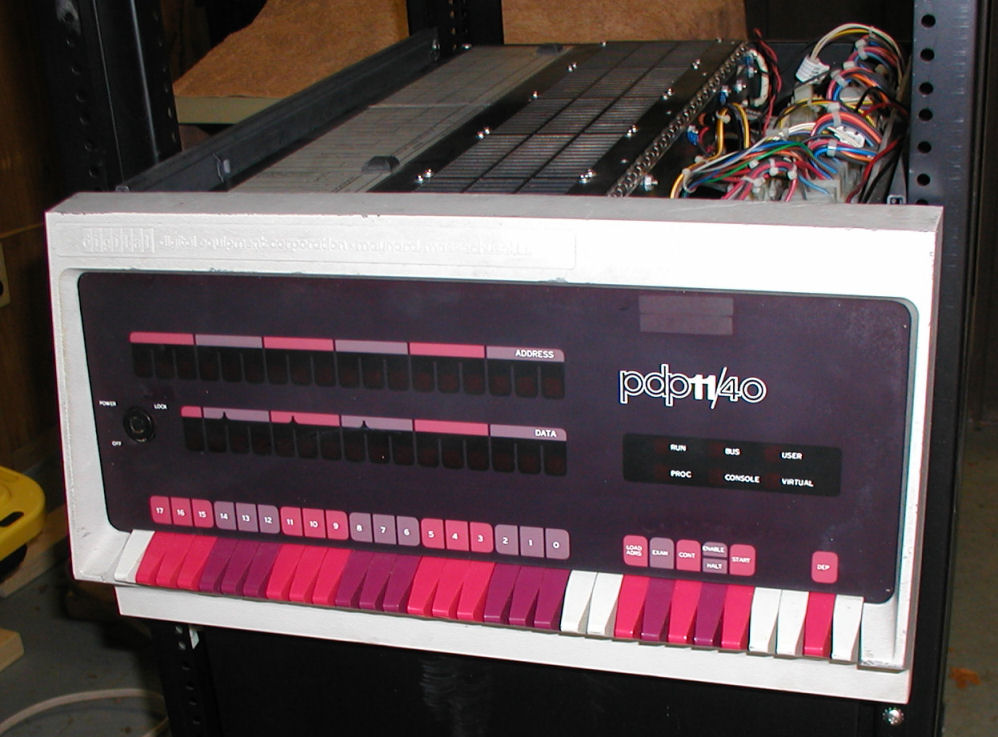 digital digital equipment corporation · maynard, massachusetts
ADDRESS
pdp11/40
POWER
LOCK
OFF
DATA
RUN BUS USER
PROC CONSOLE VIRTUAL
17 16 15 14 13 12 11 10 9 8 7 6 5 4 3 2 1 0
LOAD ADRS EXAM CONT ENABLE HALT START DEP